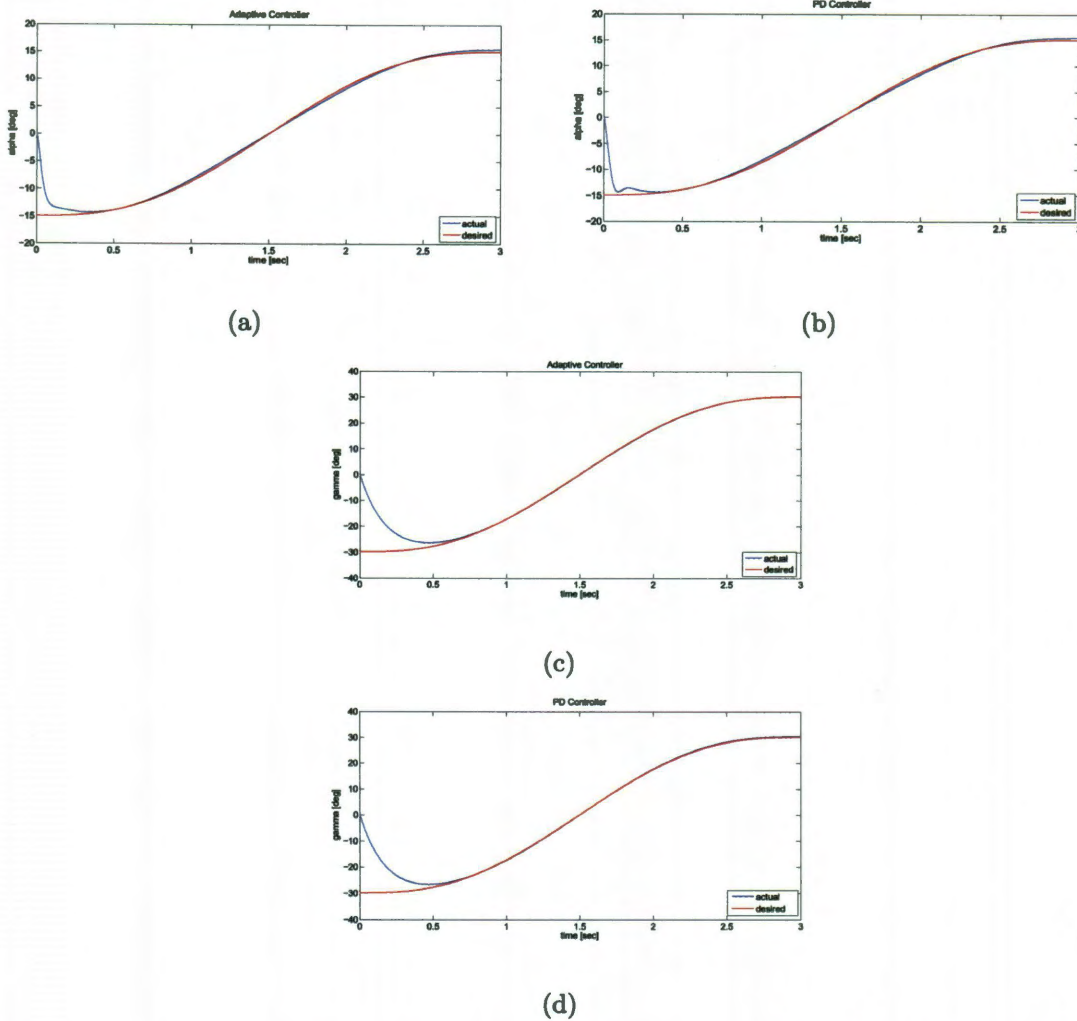 Adaptive Controller
20
15
10
5
0
−5
−10
−15
−20
alpha [deg]
0
0.5
1
1.5
2
2.5
3
time [sec]
actual
desired
(a)
PD Controller
20
15
10
5
0
−5
−10
−15
−20
alpha [deg]
0
0.5
1
1.5
2
2.5
3
time [sec]
actual
desired
(b)
Adaptive Controller
40
30
20
10
0
−10
−20
−30
−40
gamma [deg]
0
0.5
1
1.5
2
2.5
3
time [sec]
actual
desired
(c)
PD Controller
40
30
20
10
0
−10
−20
−30
−40
gamma [deg]
0
0.5
1
1.5
2
2.5
3
time [sec]
actual
desired
(d)